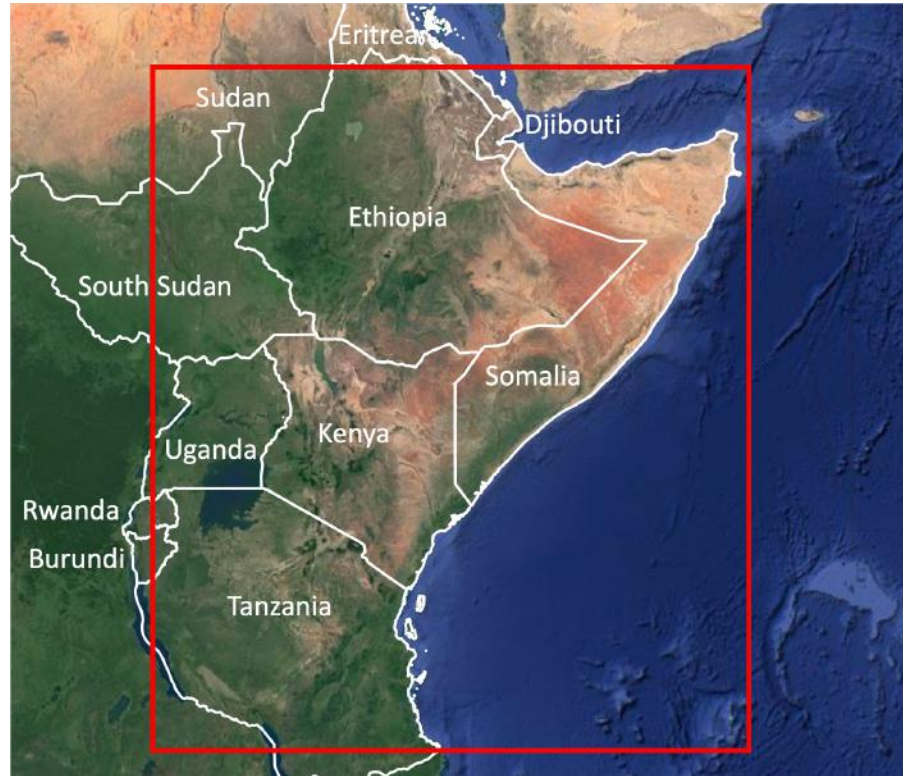 Eritrea
Sudan
Djibouti
Ethiopia
South Sudan
Somalia
Kenya
Uganda
Rwanda
Burundi
Tanzania